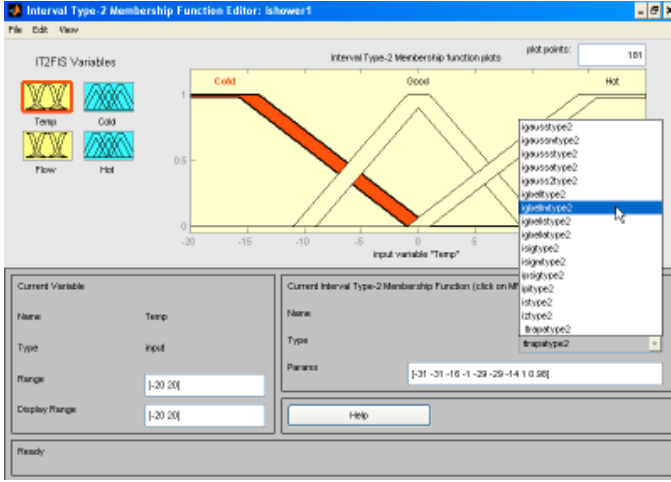 Interval Type-2 Membership Function Editor: ishower1
File Edit View
IT2FIS Variables
Interval Type-2 Membership function plots
plot points:
181
Cold
Good
Hot
1
0.5
0
-20 -15 -10 -5 0 5
input variable "Temp"
Temp
Cold
Flow
Hot
igausstype2
igaussmtype2
igaussstype2
igaussatype2
igauss2type2
igbelltype2
igbellmtype2
igbellstype2
igbellatype2
isigtype2
isigmtype2
ipsigtype2
ipitype2
istype2
iztype2
itrapatype2
itrapatype2
Current Variable
Name Temp
Type input
Range [-20 20]
Display Range [-20 20]
Current Interval Type-2 Membership Function (click on MF
Name
Type
Params [-31 -31 -16 -1 -29 -29 -14 1 0.98]
Help
Ready